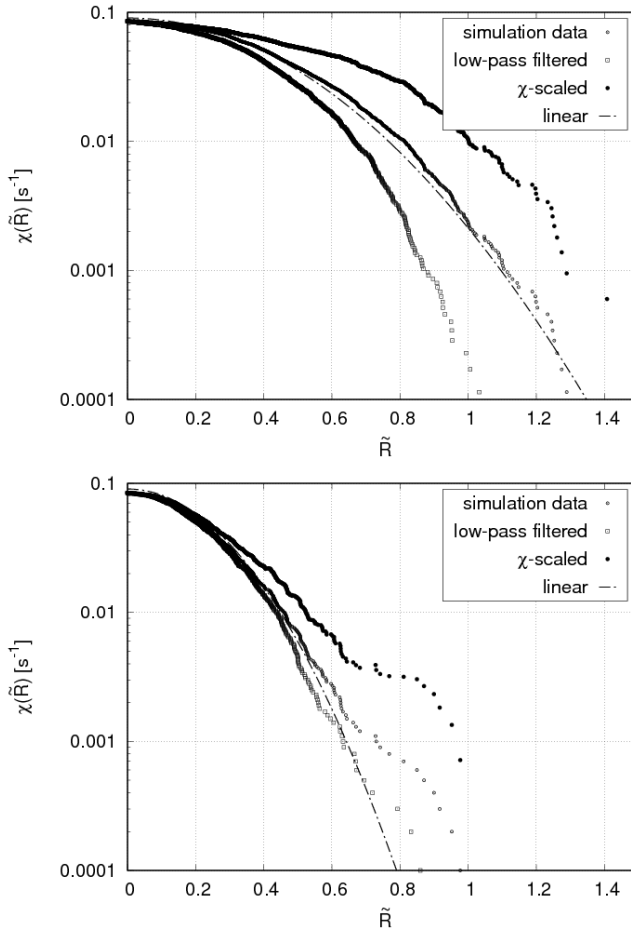 0.1
simulation data
low-pass filtered
χ-scaled
linear
0.01
χ(R̃) [s⁻¹]
0.001
0.0001
0 0.2 0.4 0.6 0.8 1 1.2 1.4
R̃
0.1
simulation data
low-pass filtered
χ-scaled
linear
0.01
χ(R̃) [s⁻¹]
0.001
0.0001
0 0.2 0.4 0.6 0.8 1 1.2 1.4
R̃